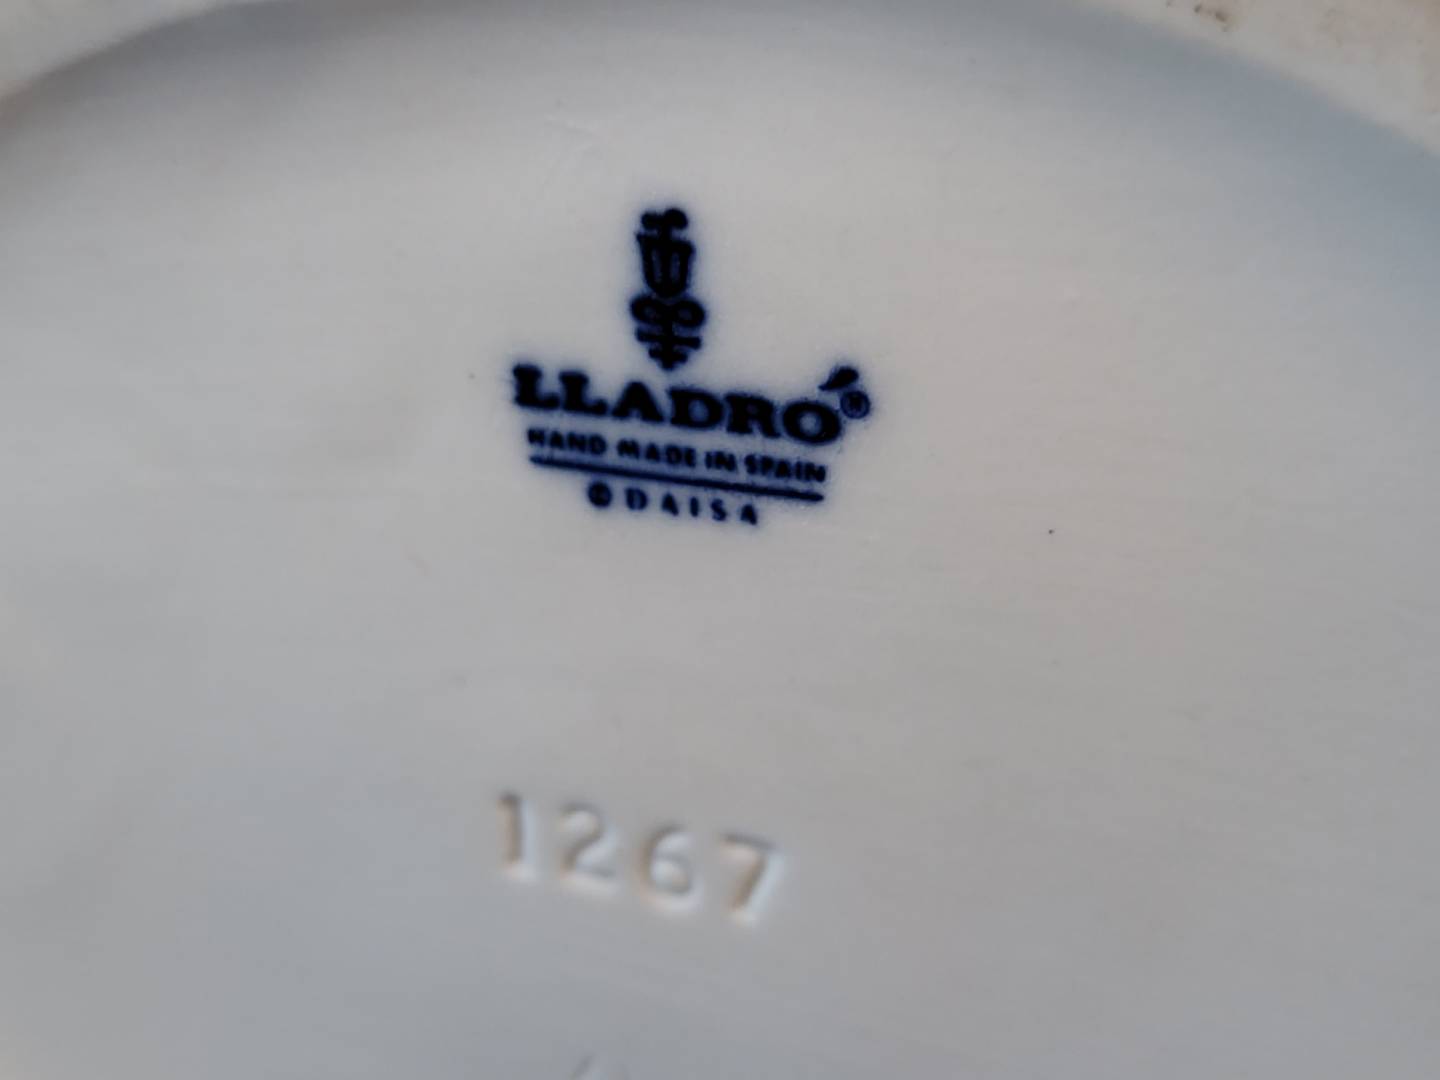 LLADRÓ®
HAND MADE IN SPAIN
© DAISA
1267